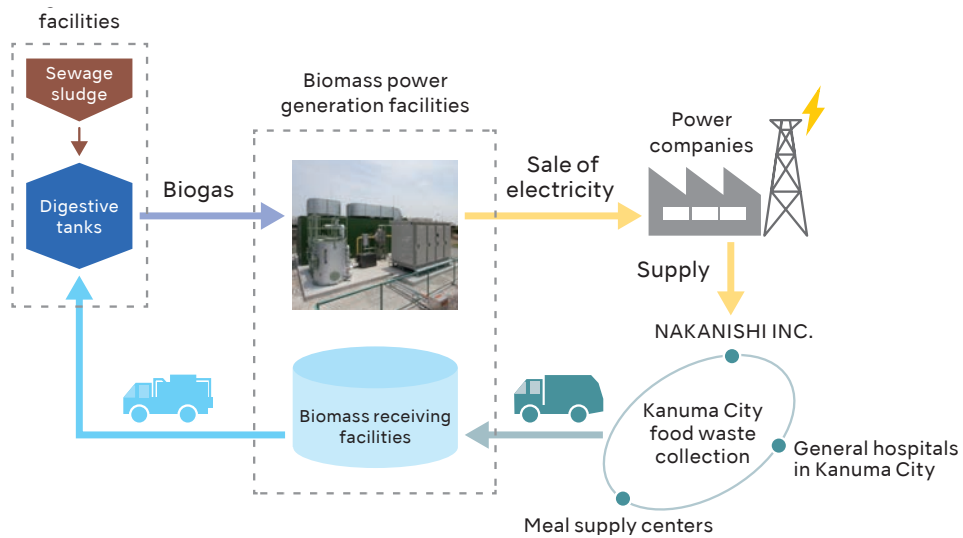 facilities
Sewage
sludge
Digestive
tanks
Biogas
Biomass power
generation facilities
Sale of
electricity
Power
companies
Supply
NAKANISHI INC.
Kanuma City
food waste
collection
General hospitals
in Kanuma City
Meal supply centers
Biomass receiving
facilities